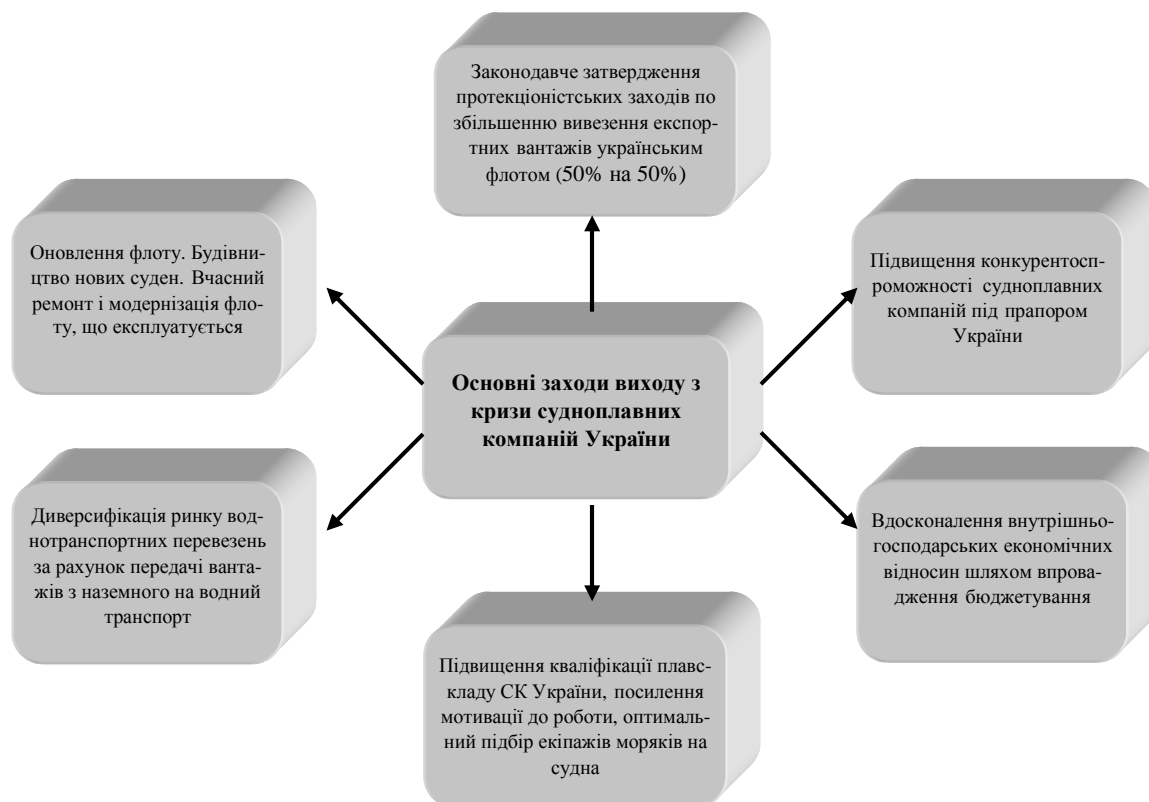 Законодавче затвердження
протекціоністських заходів по
збільшенню вивезення експор-
тних вантажів українським
флотом (50% на 50%)
Оновлення флоту. Будівни-
цтво нових суден. Вчасний
ремонт і модернізація фло-
ту, що експлуатується
Підвищення конкурентосп-
роможності судноплавних
компаній під прапором
України
Основні заходи виходу з
кризи судноплавних
компаній України
Диверсифікація ринку вод-
нотранспортних перевезень
за рахунок передачі ванта-
жів з наземного на водний
транспорт
Вдосконалення внутрішньо-
господарських економічних
відносин шляхом впрова-
дження бюджетування
Підвищення кваліфікації плавс-
кладу СК України, посилення
мотивації до роботи, оптималь-
ний підбір екіпажів моряків на
судна